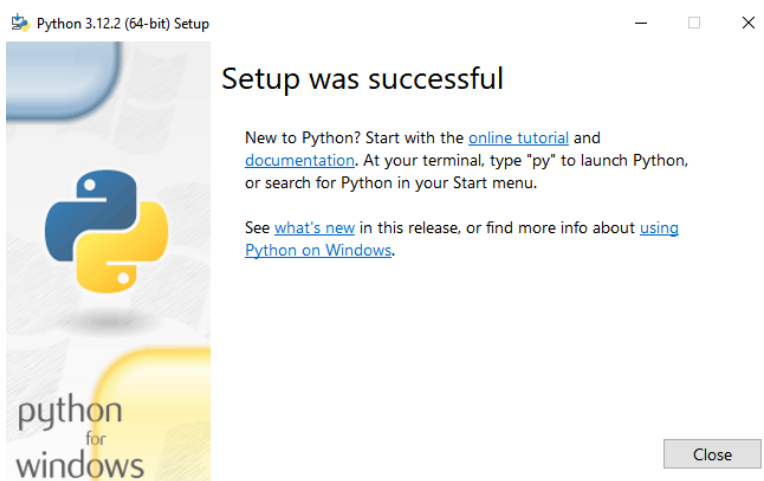 Python 3.12.2 (64-bit) Setup
Setup was successful
New to Python? Start with the online tutorial and
documentation. At your terminal, type "py" to launch Python,
or search for Python in your Start menu.
See what's new in this release, or find more info about using
Python on Windows.
python
for
windows
Close